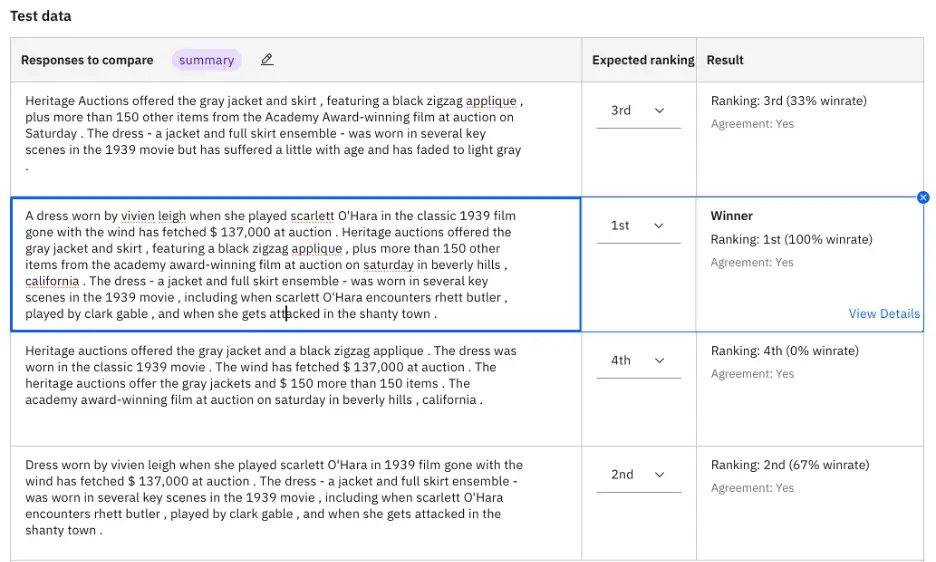 Test data
Responses to compare summary Expected ranking Result
Heritage Auctions offered the gray jacket and skirt , featuring a black zigzag applique ,
plus more than 150 other items from the Academy Award-winning film at auction on
Saturday . The dress - a jacket and full skirt ensemble - was worn in several key
scenes in the 1939 movie but has suffered a little with age and has faded to light gray
.
3rd
Ranking: 3rd (33% winrate)
Agreement: Yes
A dress worn by vivien leigh when she played scarlett O'Hara in the classic 1939 film
gone with the wind has fetched $ 137,000 at auction . Heritage auctions offered the
gray jacket and skirt , featuring a black zigzag applique , plus more than 150 other
items from the academy award-winning film at auction on saturday in beverly hills ,
california . The dress - a jacket and full skirt ensemble - was worn in several key
scenes in the 1939 movie , including when scarlett O'Hara encounters rhett butler ,
played by clark gable , and when she gets attacked in the shanty town .
1st
Winner
Ranking: 1st (100% winrate)
Agreement: Yes
View Details
Heritage auctions offered the gray jacket and a black zigzag applique . The dress was
worn in the classic 1939 movie . The wind has fetched $ 137,000 at auction . The
heritage auctions offer the gray jackets and $ 150 more than 150 items . The
academy award-winning film at auction on saturday in beverly hills , california .
4th
Ranking: 4th (0% winrate)
Agreement: Yes
Dress worn by vivien leigh when she played scarlett O'Hara in 1939 film gone with the
wind has fetched $ 137,000 at auction . The dress - a jacket and full skirt ensemble -
was worn in several key scenes in the 1939 movie , including when scarlett O'Hara
encounters rhett butler , played by clark gable , and when she gets attacked in the
shanty town .
2nd
Ranking: 2nd (67% winrate)
Agreement: Yes